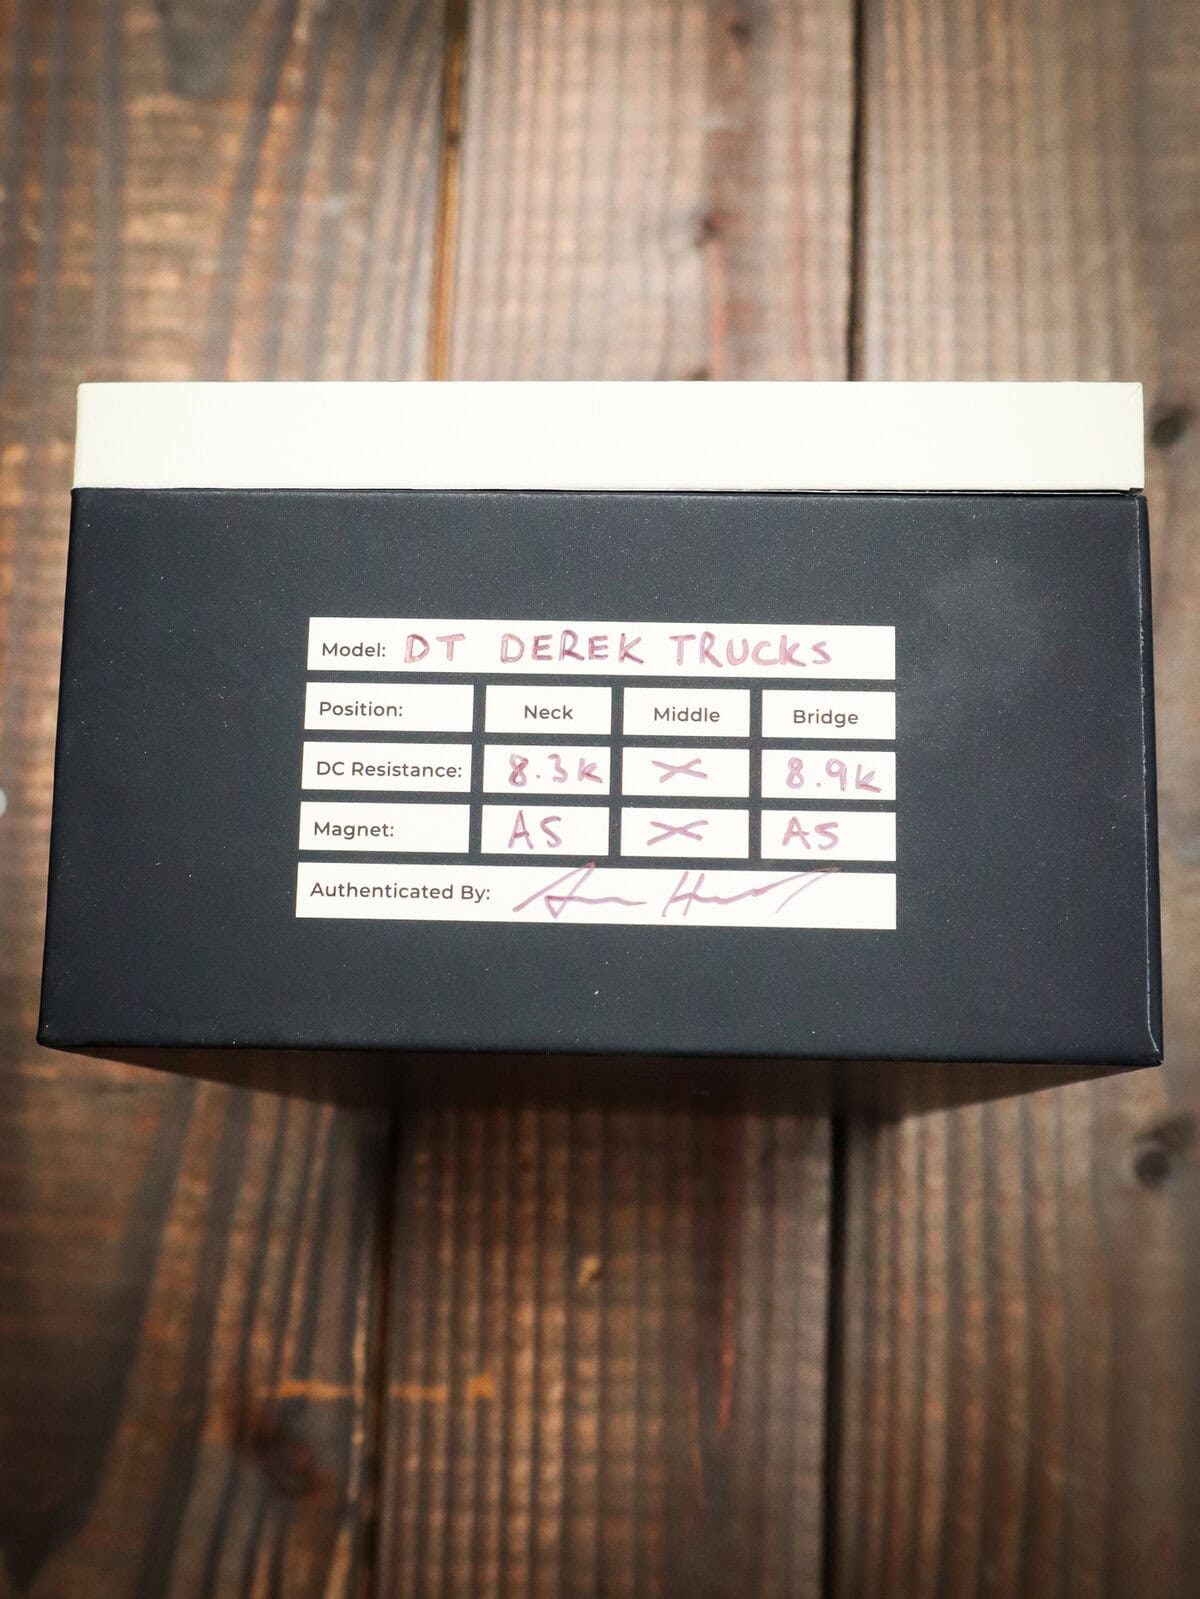 Model: DT DEREK TRUCKS
Position: Neck Middle Bridge
DC Resistance: 8.3K X 8.9K
Magnet: A5 X A5
Authenticated By: